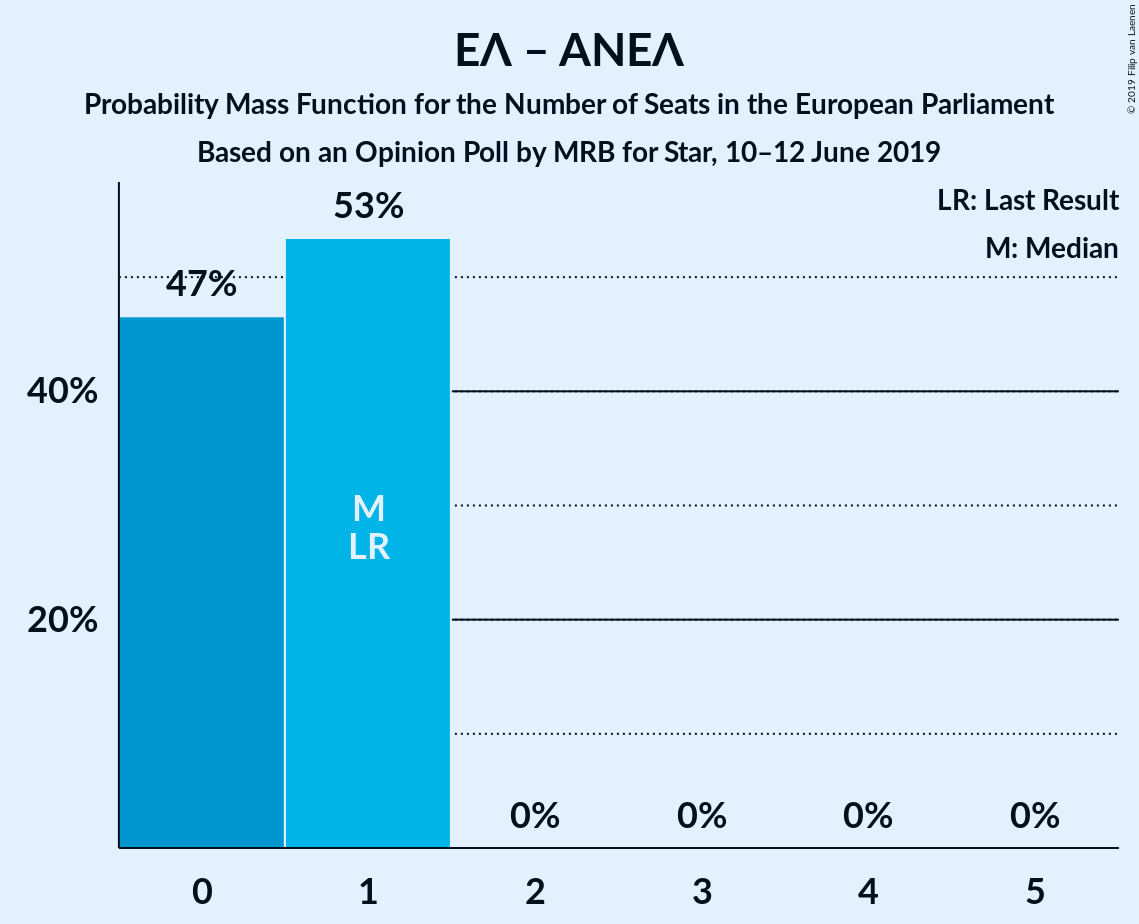 ΕΛ – ΑΝΕΛ
Probability Mass Function for the Number of Seats in the European Parliament
Based on an Opinion Poll by MRB for Star, 10–12 June 2019
© 2019 Filip van Laenen
LR: Last Result
M: Median
53%
47%
40%
20%
M
LR
0% 0% 0% 0%
0 1 2 3 4 5